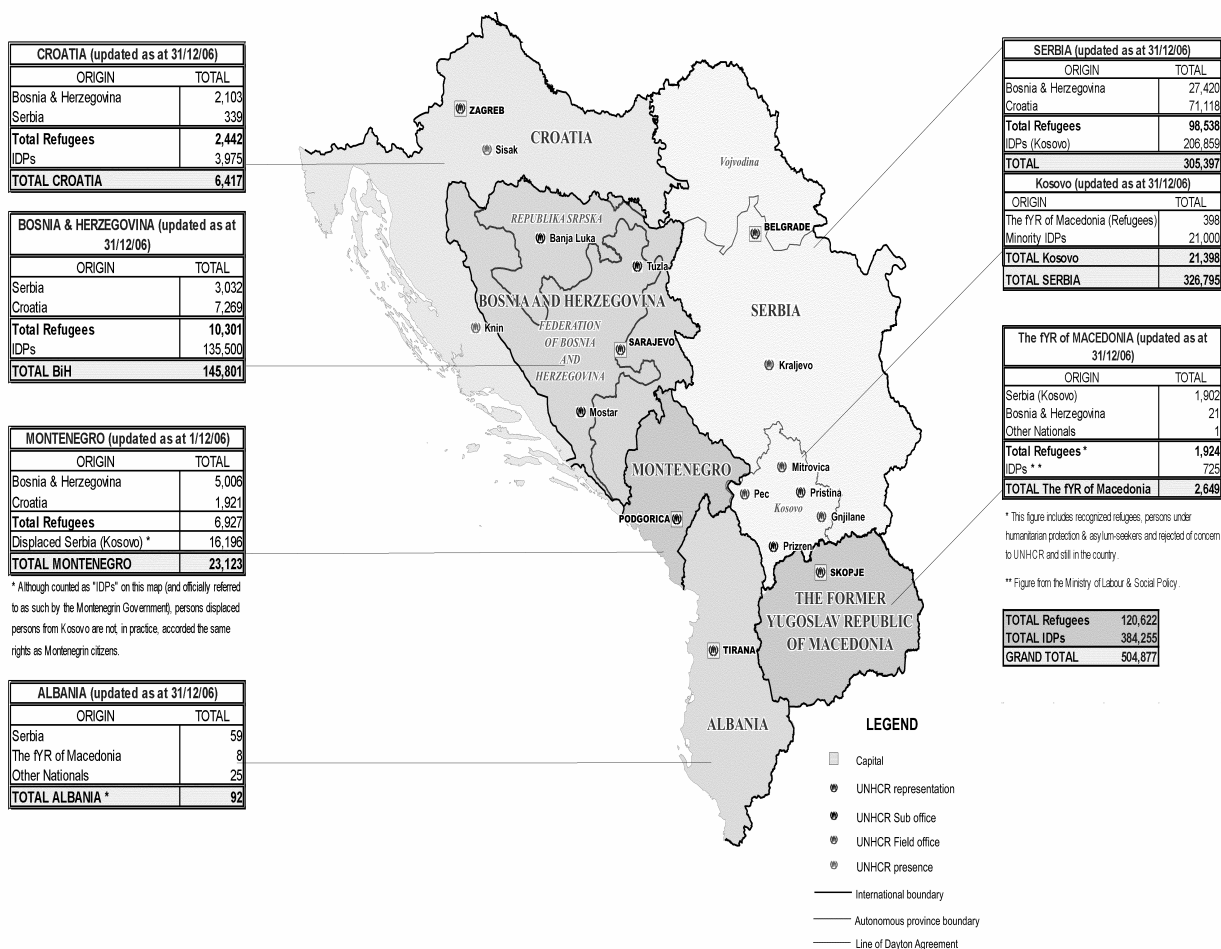 CROATIA (updated as at 31/12/06)
ORIGIN TOTAL
Bosnia & Herzegovina 2,103
Serbia 339
Total Refugees 2,442
IDPs 3,975
TOTAL CROATIA 6,417
BOSNIA & HERZEGOVINA (updated as at
31/12/06)
ORIGIN TOTAL
Serbia 3,032
Croatia 7,269
Total Refugees 10,301
IDPs 135,500
TOTAL BiH 145,801
MONTENEGRO (updated as at 1/12/06)
ORIGIN TOTAL
Bosnia & Herzegovina 5,006
Croatia 1,921
Total Refugees 6,927
Displaced Serbia (Kosovo) * 16,196
TOTAL MONTENEGRO 23,123
* Although counted as "IDPs" on this map (and officially referred
to as such by the Montenegrin Government), persons displaced
persons from Kosovo are not, in practice, accorded the same
rights as Montenegrin citizens.
ALBANIA (updated as at 31/12/06)
ORIGIN TOTAL
Serbia 59
The fYR of Macedonia 8
Other Nationals 25
TOTAL ALBANIA * 92
ZAGREB
CROATIA
Sisak
Vojvodina
REPUBLIKA SRPSKA
Banja Luka
BELGRADE
Tuzla
BOSNIA AND HERZEGOVINA
SERBIA
Knin
FEDERATION
OF BOSNIA
AND
HERZEGOVINA
SARAJEVO
Kraljevo
Mostar
MONTENEGRO
Mitrovica
Pec
Pristina
Kosovo
Gnjilane
PODGORICA
Prizren
SKOPJE
THE FORMER
YUGOSLAV REPUBLIC
OF MACEDONIA
TIRANA
ALBANIA
SERBIA (updated as at 31/12/06)
ORIGIN TOTAL
Bosnia & Herzegovina 27,420
Croatia 71,118
Total Refugees 98,538
IDPs (Kosovo) 206,859
TOTAL 305,397
Kosovo (updated as at 31/12/06)
ORIGIN TOTAL
The fYR of Macedonia (Refugees) 398
Minority IDPs 21,000
TOTAL Kosovo 21,398
TOTAL SERBIA 326,795
The fYR of MACEDONIA (updated as at
31/12/06)
ORIGIN TOTAL
Serbia (Kosovo) 1,902
Bosnia & Herzegovina 21
Other Nationals 1
Total Refugees * 1,924
IDPs * * 725
TOTAL The fYR of Macedonia 2,649
* This figure includes recognized refugees, persons under
humanitarian protection & asylum-seekers and rejected of concern
to UNHCR and still in the country.
** Figure from the Ministry of Labour & Social Policy.
TOTAL Refugees 120,622
TOTAL IDPs 384,255
GRAND TOTAL 504,877
LEGEND
Capital
UNHCR representation
UNHCR Sub office
UNHCR Field office
UNHCR presence
International boundary
Autonomous province boundary
Line of Dayton Agreement